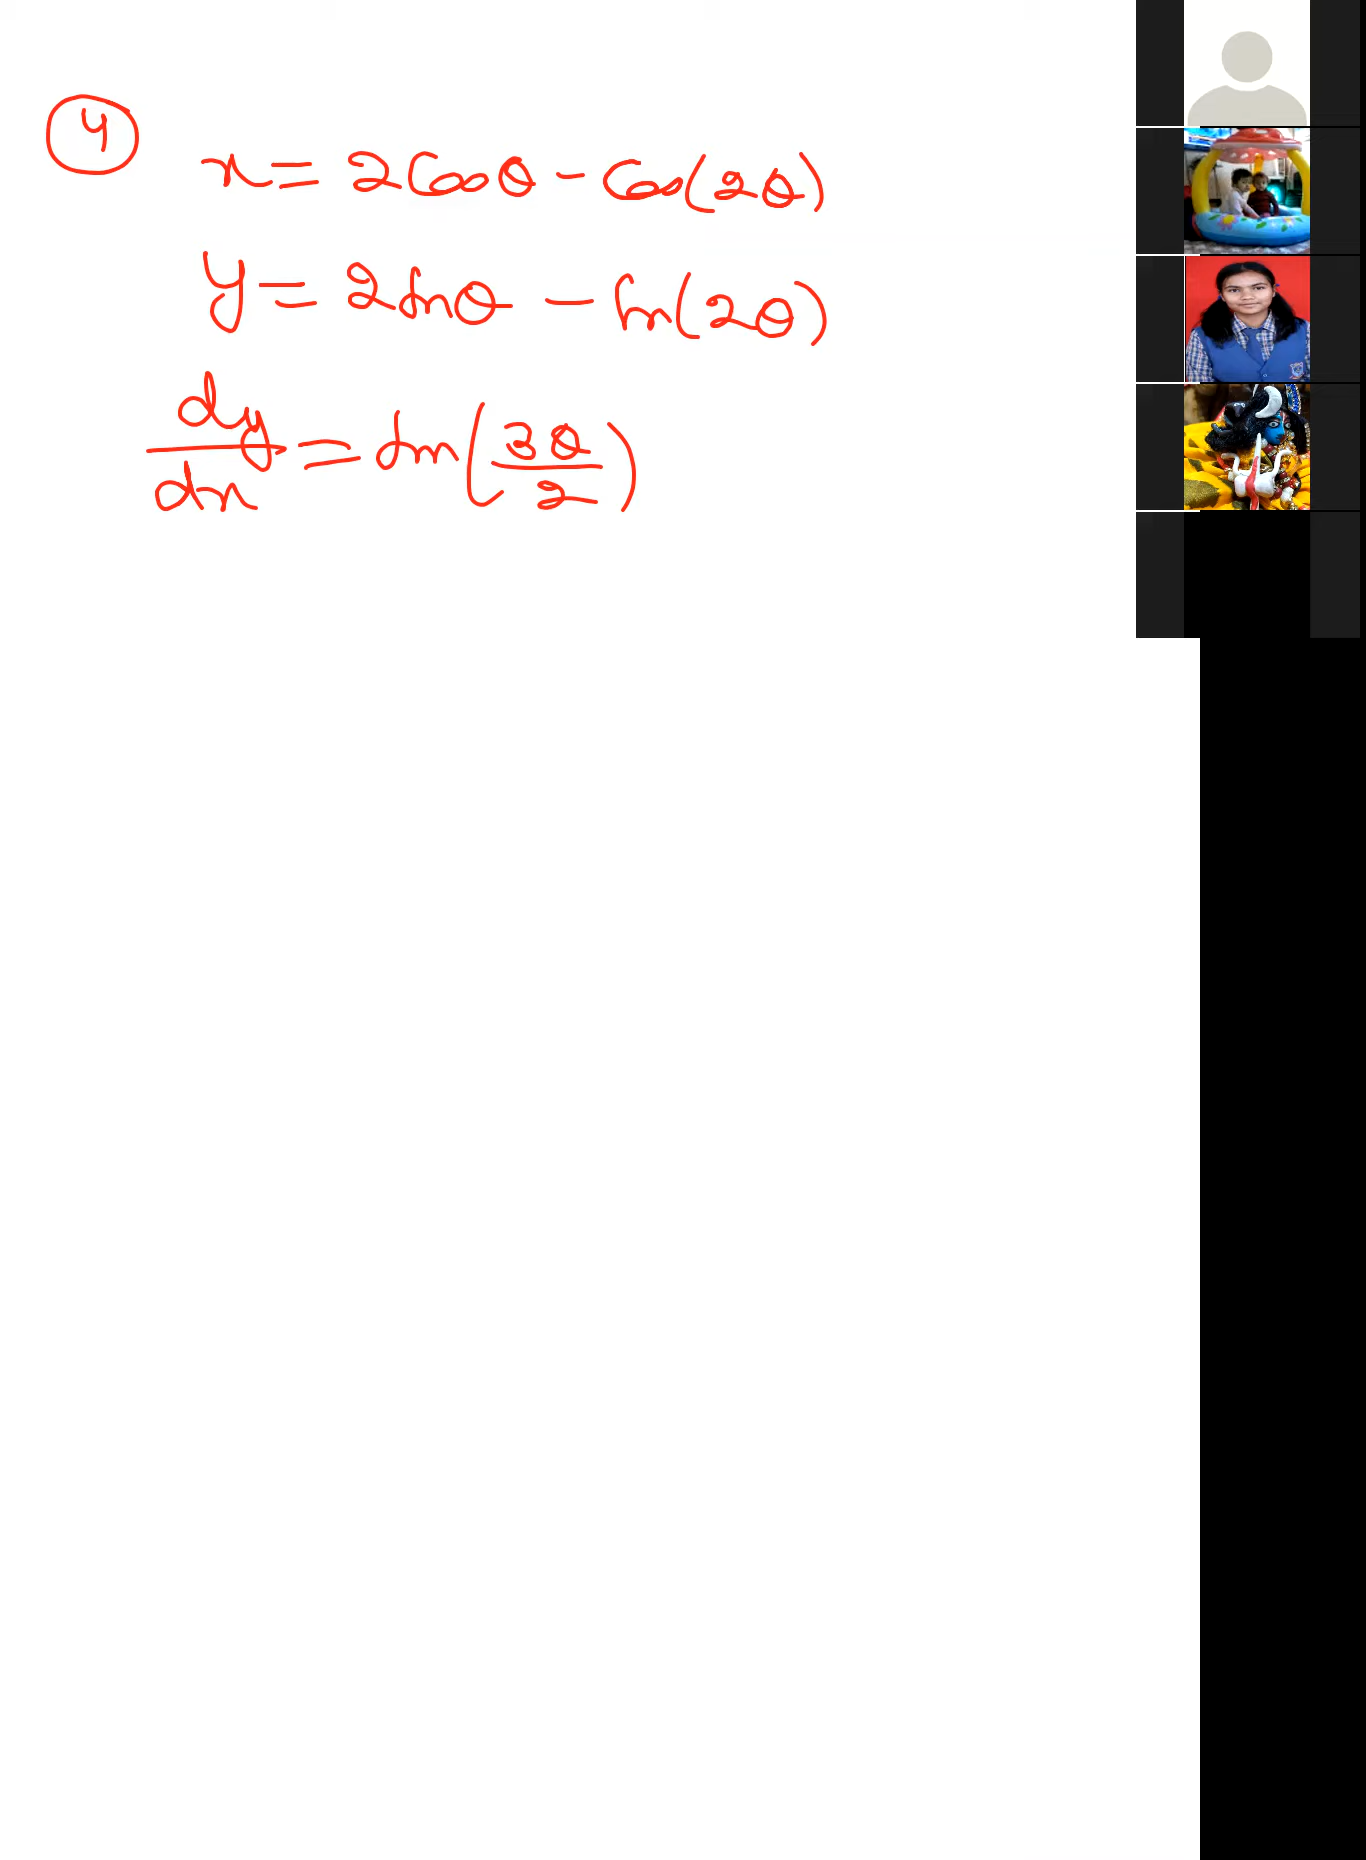 4
x = 2Cosθ - Cos(2θ)
y = 2sinθ - sin(2θ)
dy/dx = sin(3θ/2)